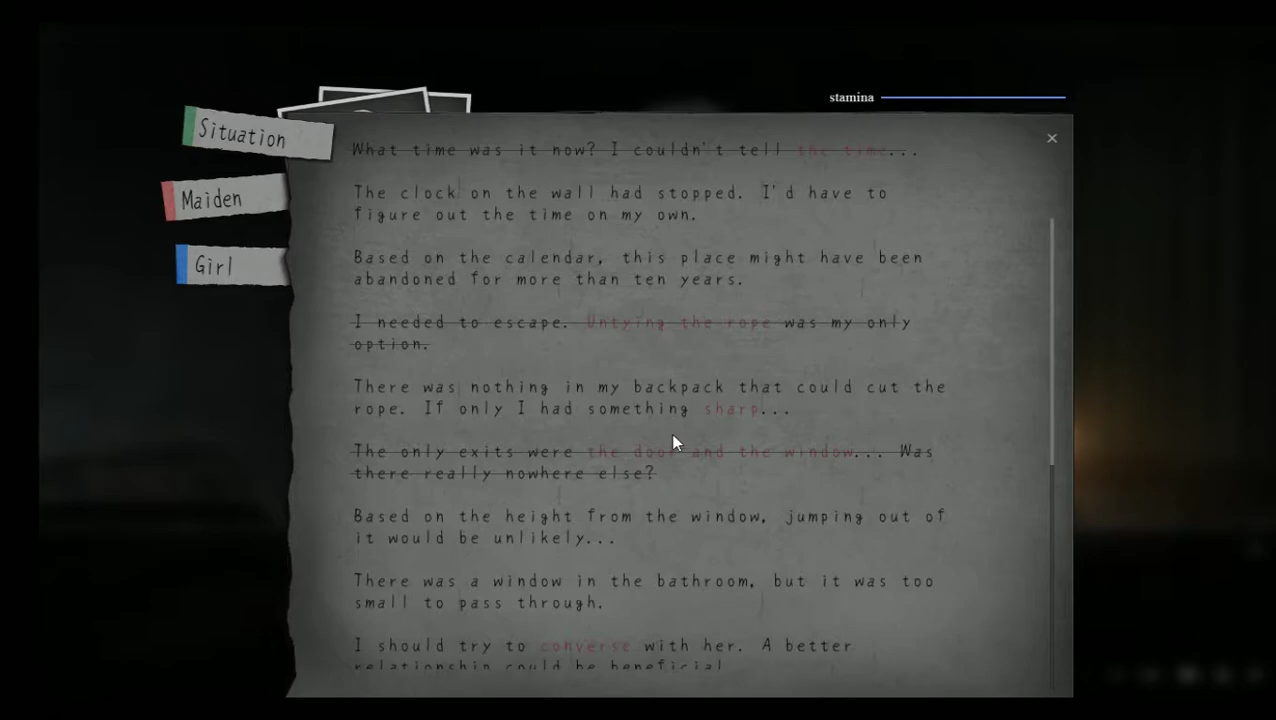 stamina
Situation
Maiden
Girl
What time was it now? I couldn't tell the time...
The clock on the wall had stopped. I'd have to
figure out the time on my own.
Based on the calendar, this place might have been
abandoned for more than ten years.
I needed to escape. Untying the rope was my only
option.
There was nothing in my backpack that could cut the
rope. If only I had something sharp...
The only exits were the door and the window... Was
there really nowhere else?
Based on the height from the window, jumping out of
it would be unlikely...
There was a window in the bathroom, but it was too
small to pass through.
I should try to converse with her. A better
relationship could be beneficial